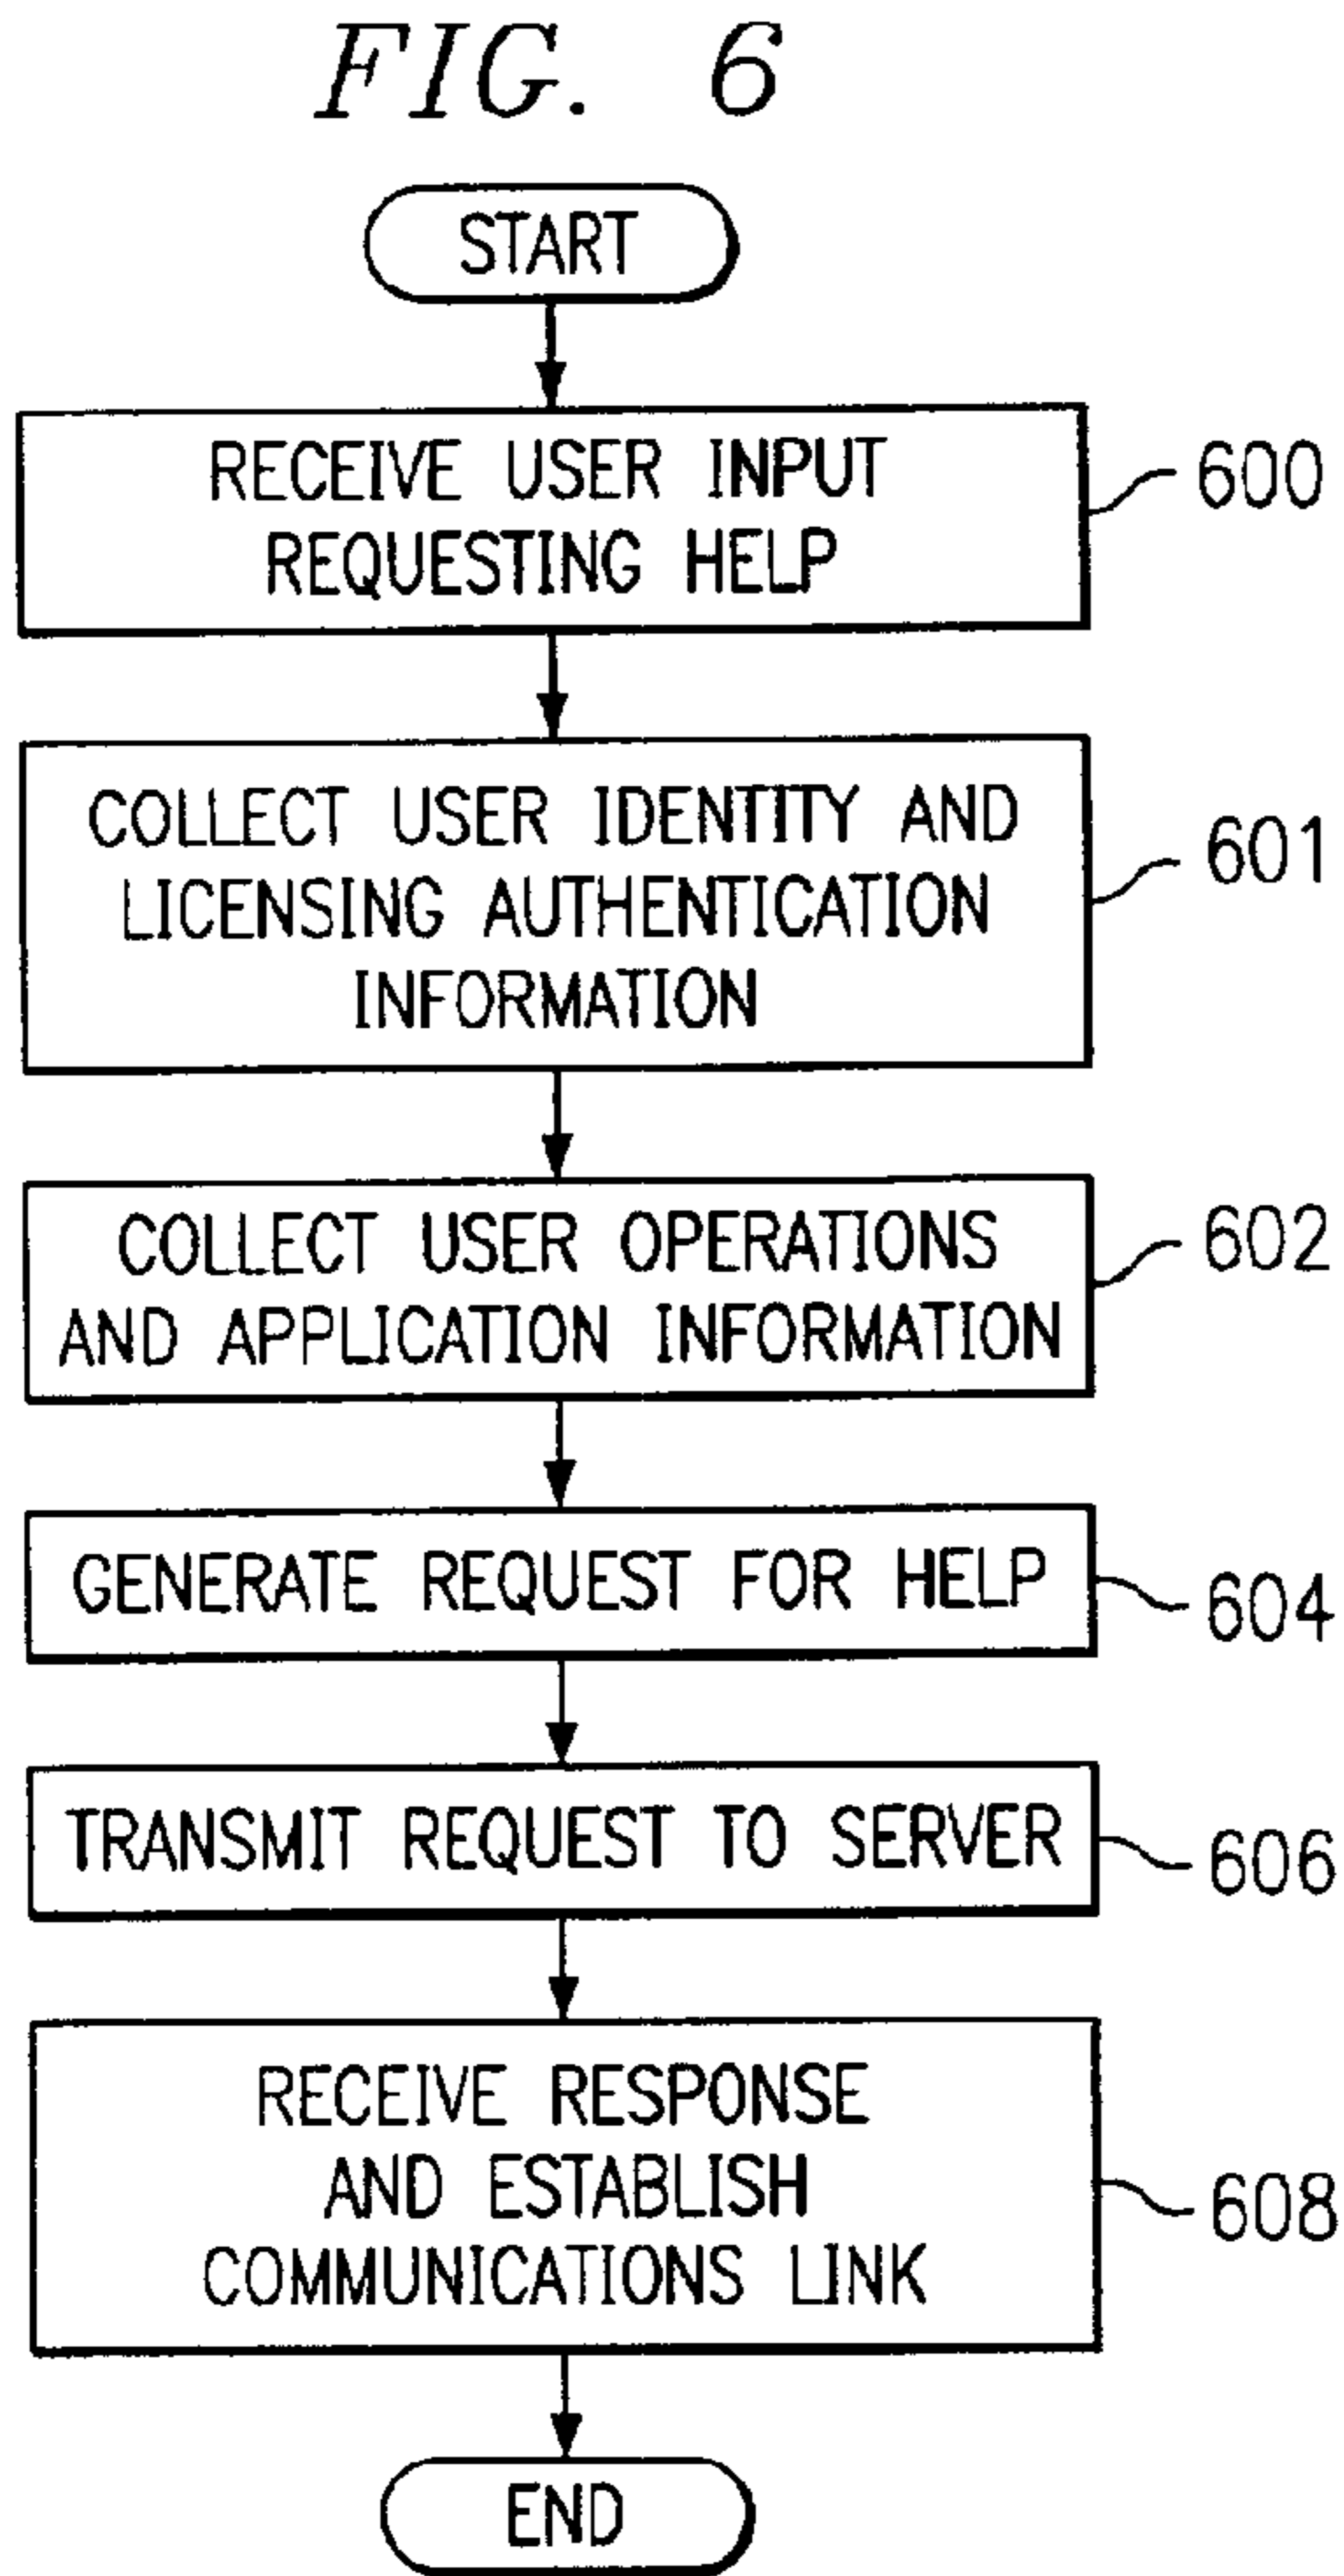 FIG. 6
START
RECEIVE USER INPUT
REQUESTING HELP
600
COLLECT USER IDENTITY AND
LICENSING AUTHENTICATION
INFORMATION
601
COLLECT USER OPERATIONS
AND APPLICATION INFORMATION
602
GENERATE REQUEST FOR HELP
604
TRANSMIT REQUEST TO SERVER
606
RECEIVE RESPONSE
AND ESTABLISH
COMMUNICATIONS LINK
608
END